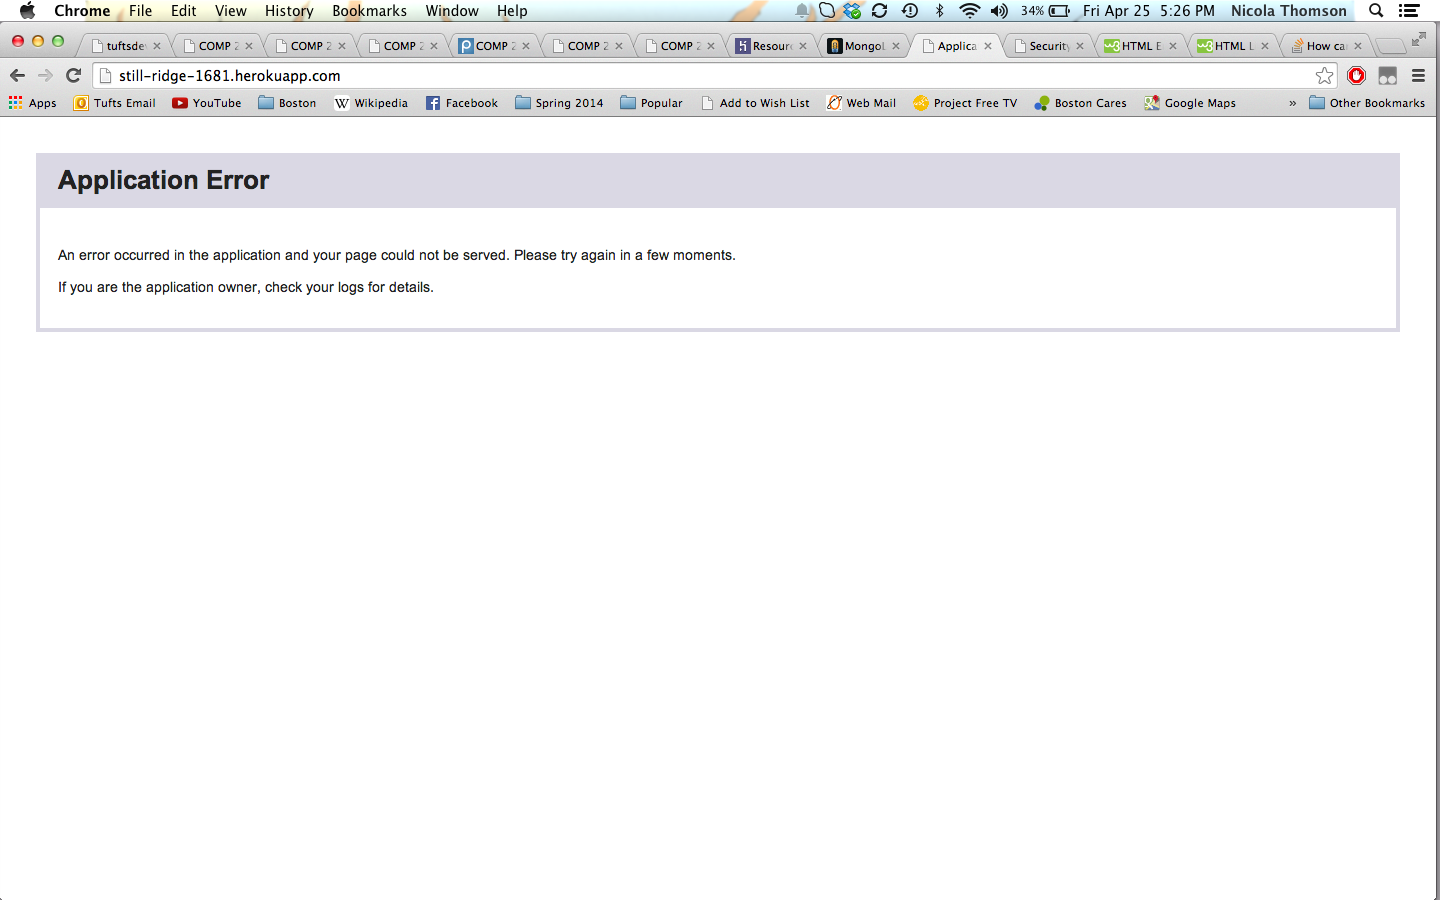 Chrome File Edit View History Bookmarks Window Help 34% Fri Apr 25 5:26 PM Nicola Thomson
tuftsde COMP 2 COMP 2 COMP 2 COMP 2 COMP 2 COMP 2 Resour MongoL Applica Security HTML E HTML L How ca
still-ridge-1681.herokuapp.com
Apps Tufts Email YouTube Boston Wikipedia Facebook Spring 2014 Popular Add to Wish List Web Mail Project Free TV Boston Cares Google Maps » Other Bookmarks
Application Error
An error occurred in the application and your page could not be served. Please try again in a few moments.
If you are the application owner, check your logs for details.